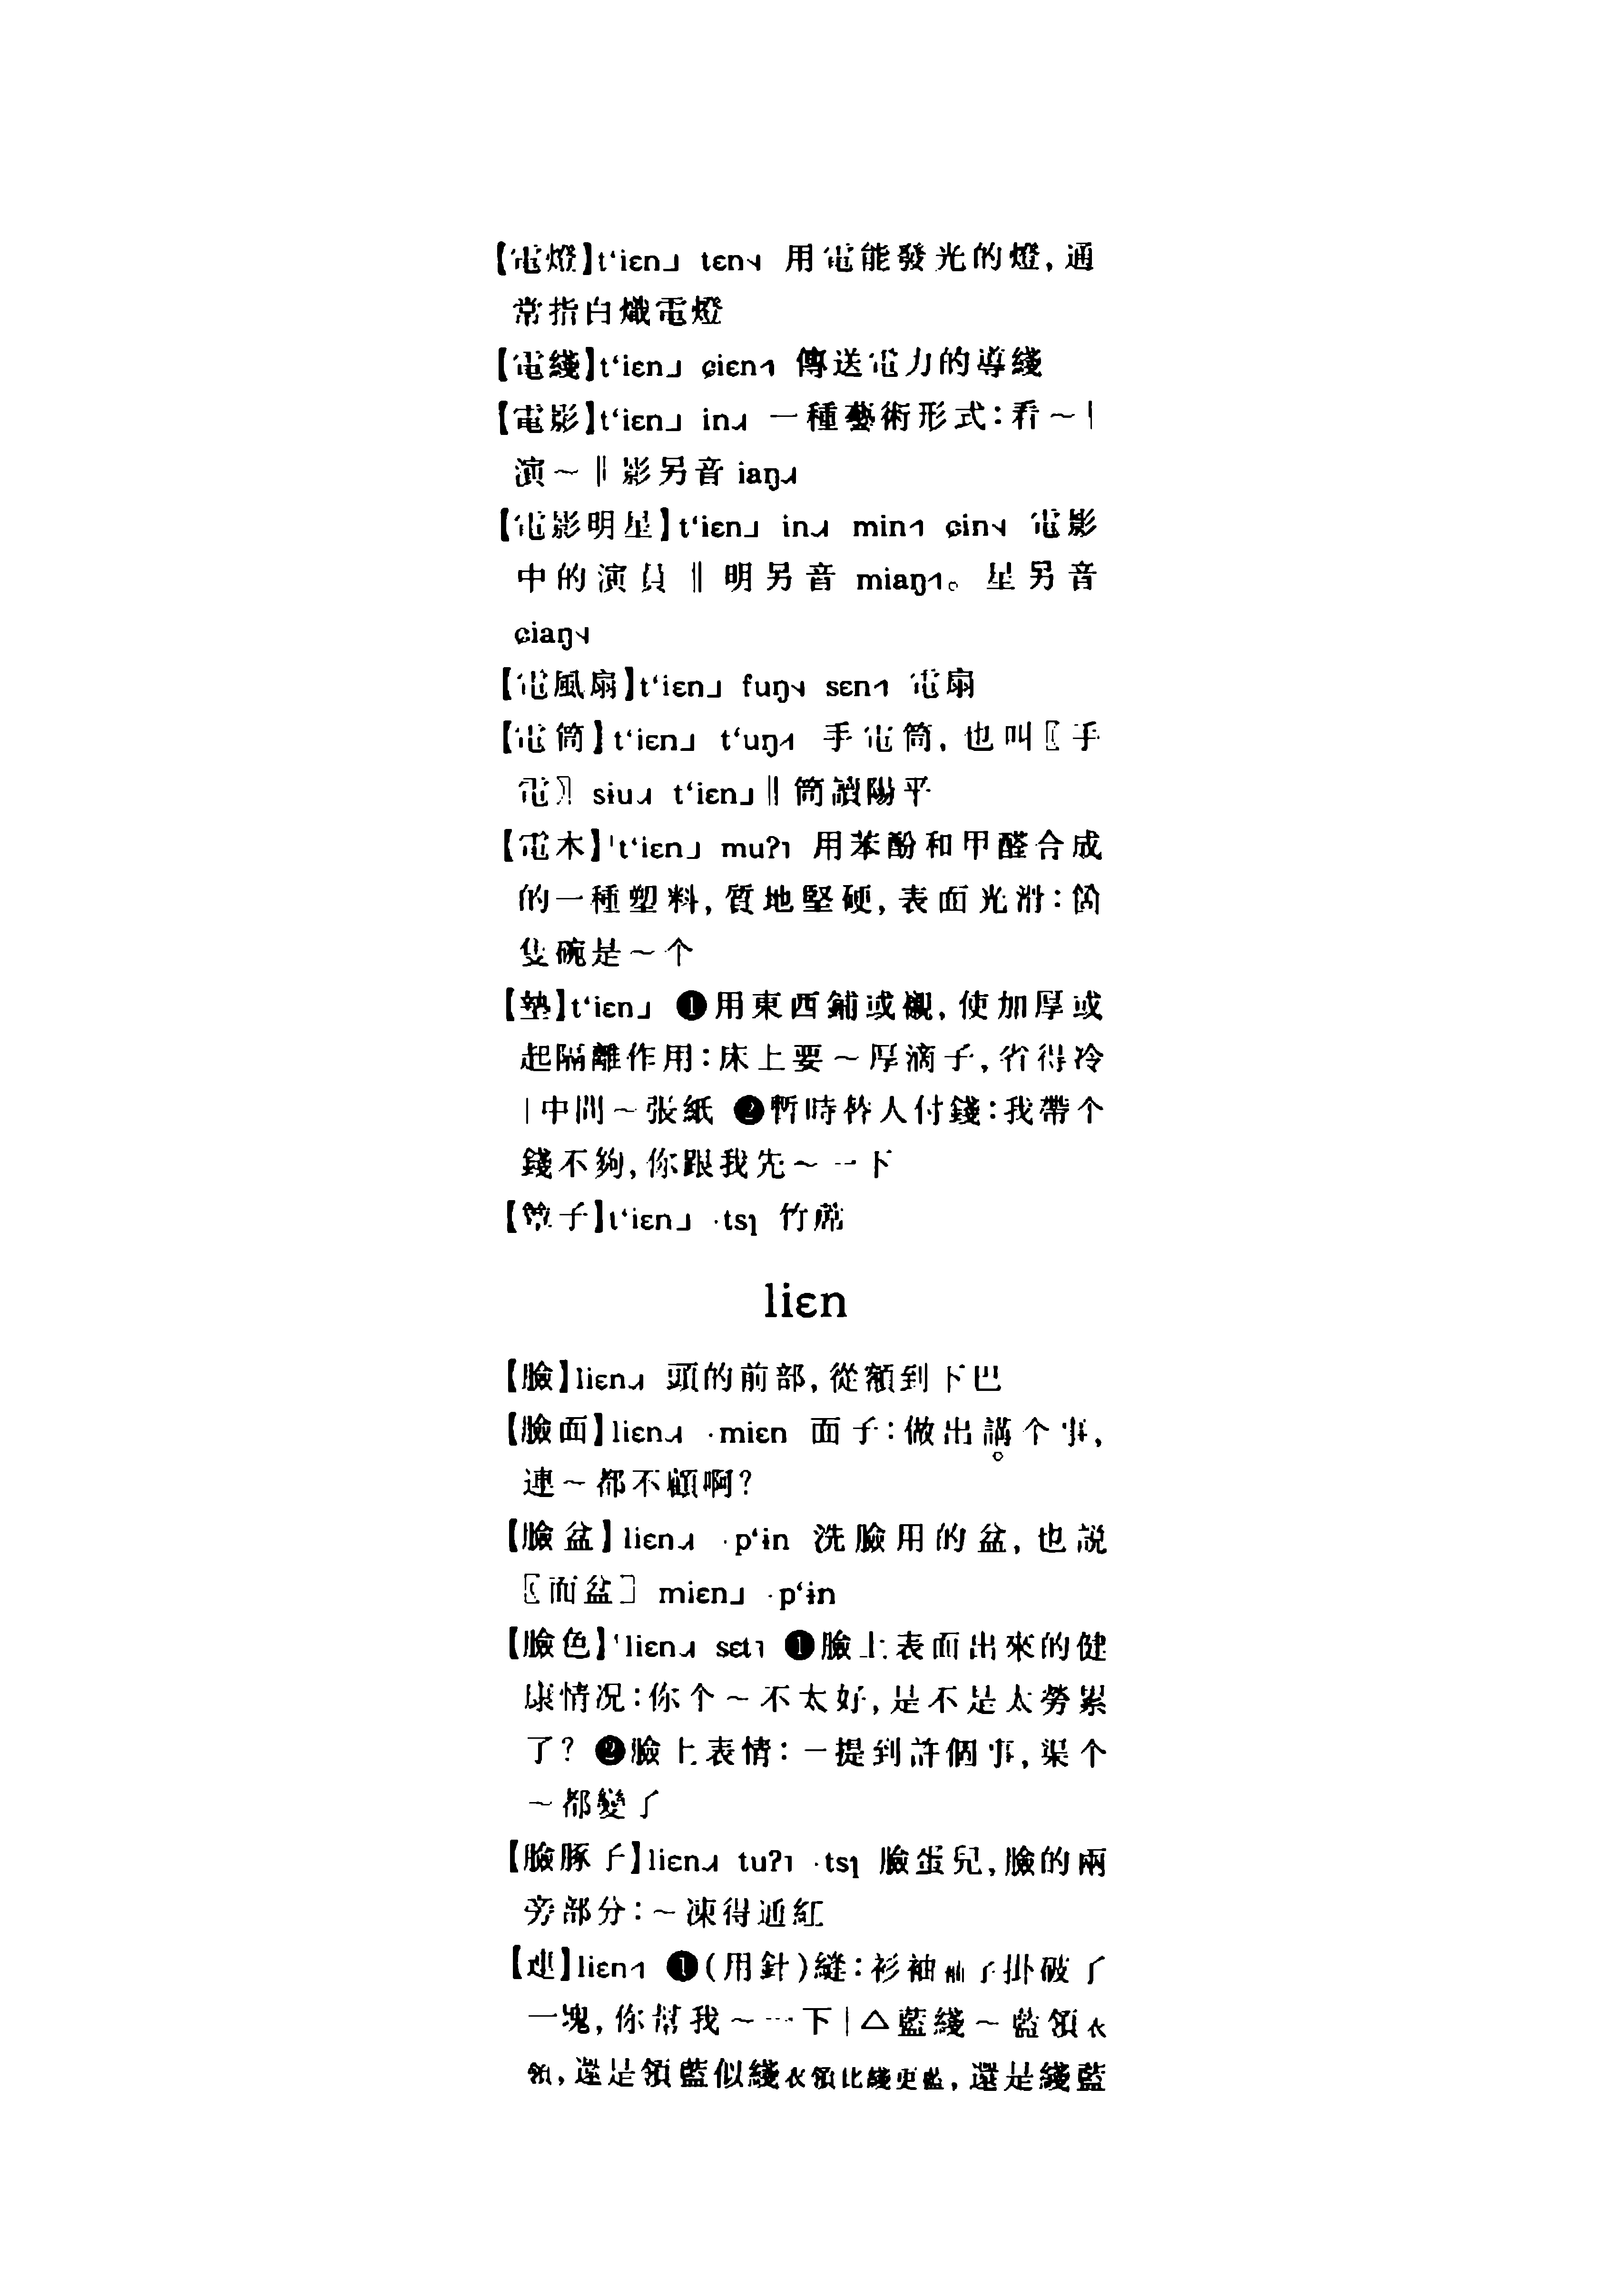 【電燈】t‘iɛn˩ tɛn˧˩ 用電能發光的燈，通
常指白熾電燈
【電綫】t‘iɛn˩ ɕiɛn˦˥ 傳送電力的導綫
【電影】t‘iɛn˩ in˨˦ 一種藝術形式：看～｜
演～‖影另音 iaŋ˨˦
【電影明星】t‘iɛn˩ in˨˦ min˦˥ ɕin˧˩ 電影
中的演員‖明另音 miaŋ˦˥。星另音
ɕiaŋ˧˩
【電風扇】t‘iɛn˩ fuŋ˧˩ sɛn˦˥ 電扇
【電筒】t‘iɛn˩ t‘uŋ˨˦ 手電筒，也叫〖手
電〗siu˨˦ t‘iɛn˩‖筒讀陽平
【電木】ˈt‘iɛn˩ muʔ˥ 用苯酚和甲醛合成
的一種塑料，質地堅硬，表面光滑：箇
隻碗是～个
【墊】t‘iɛn˩ ❶用東西鋪或襯，使加厚或
起隔離作用：床上要～厚滴子，省得冷
｜中間～張紙 ❷暫時替人付錢：我帶个
錢不夠，你跟我先～一下
【簟子】t‘iɛn˩ ·tsɿ 竹席
liɛn
【臉】liɛn˨˦ 頭的前部，從額到下巴
【臉面】liɛn˨˦ ·miɛn 面子：做出講个事，
連～都不顧啊？
【臉盆】liɛn˨˦ ·p‘ɨn 洗臉用的盆，也説
〖面盆〗miɛn˩ ·p‘ɨn
【臉色】ˈliɛn˨˦ sɛt˥ ❶臉上表面出來的健
康情況：你个～不太好，是不是太勞累
了？ ❷臉上表情：一提到許個事，渠个
～都變了
【臉豚子】liɛn˨˦ tuʔ˥ ·tsɿ 臉蛋兒，臉的兩
旁部分：～凍得通紅
【連】liɛn˦˥ ❶（用針）縫：衫袖袖子掛破了
一塊，你幫我～一下｜△藍綫～藍領衣
領，還是領藍似綫衣領比綫更藍，還是綫藍